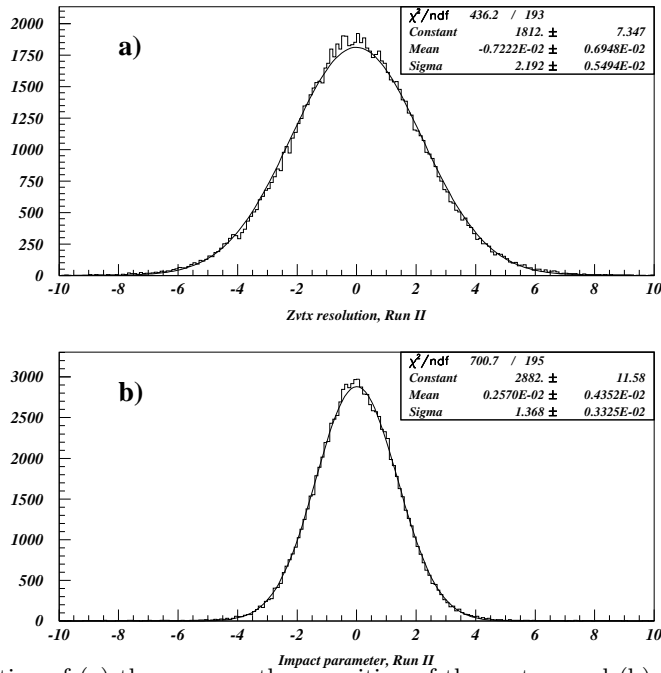 2000
1750
1500
1250
1000
750
500
250
0
a)
χ²/ndf 436.2 / 193
Constant 1812. ± 7.347
Mean -0.7222E-02 ± 0.6948E-02
Sigma 2.192 ± 0.5494E-02
-10 -8 -6 -4 -2 0 2 4 6 8 10
Zvtx resolution, Run II
3000
2500
2000
1500
1000
500
0
b)
χ²/ndf 700.7 / 195
Constant 2882. ± 11.58
Mean 0.2570E-02 ± 0.4352E-02
Sigma 1.368 ± 0.3325E-02
-10 -8 -6 -4 -2 0 2 4 6 8 10
Impact parameter, Run II